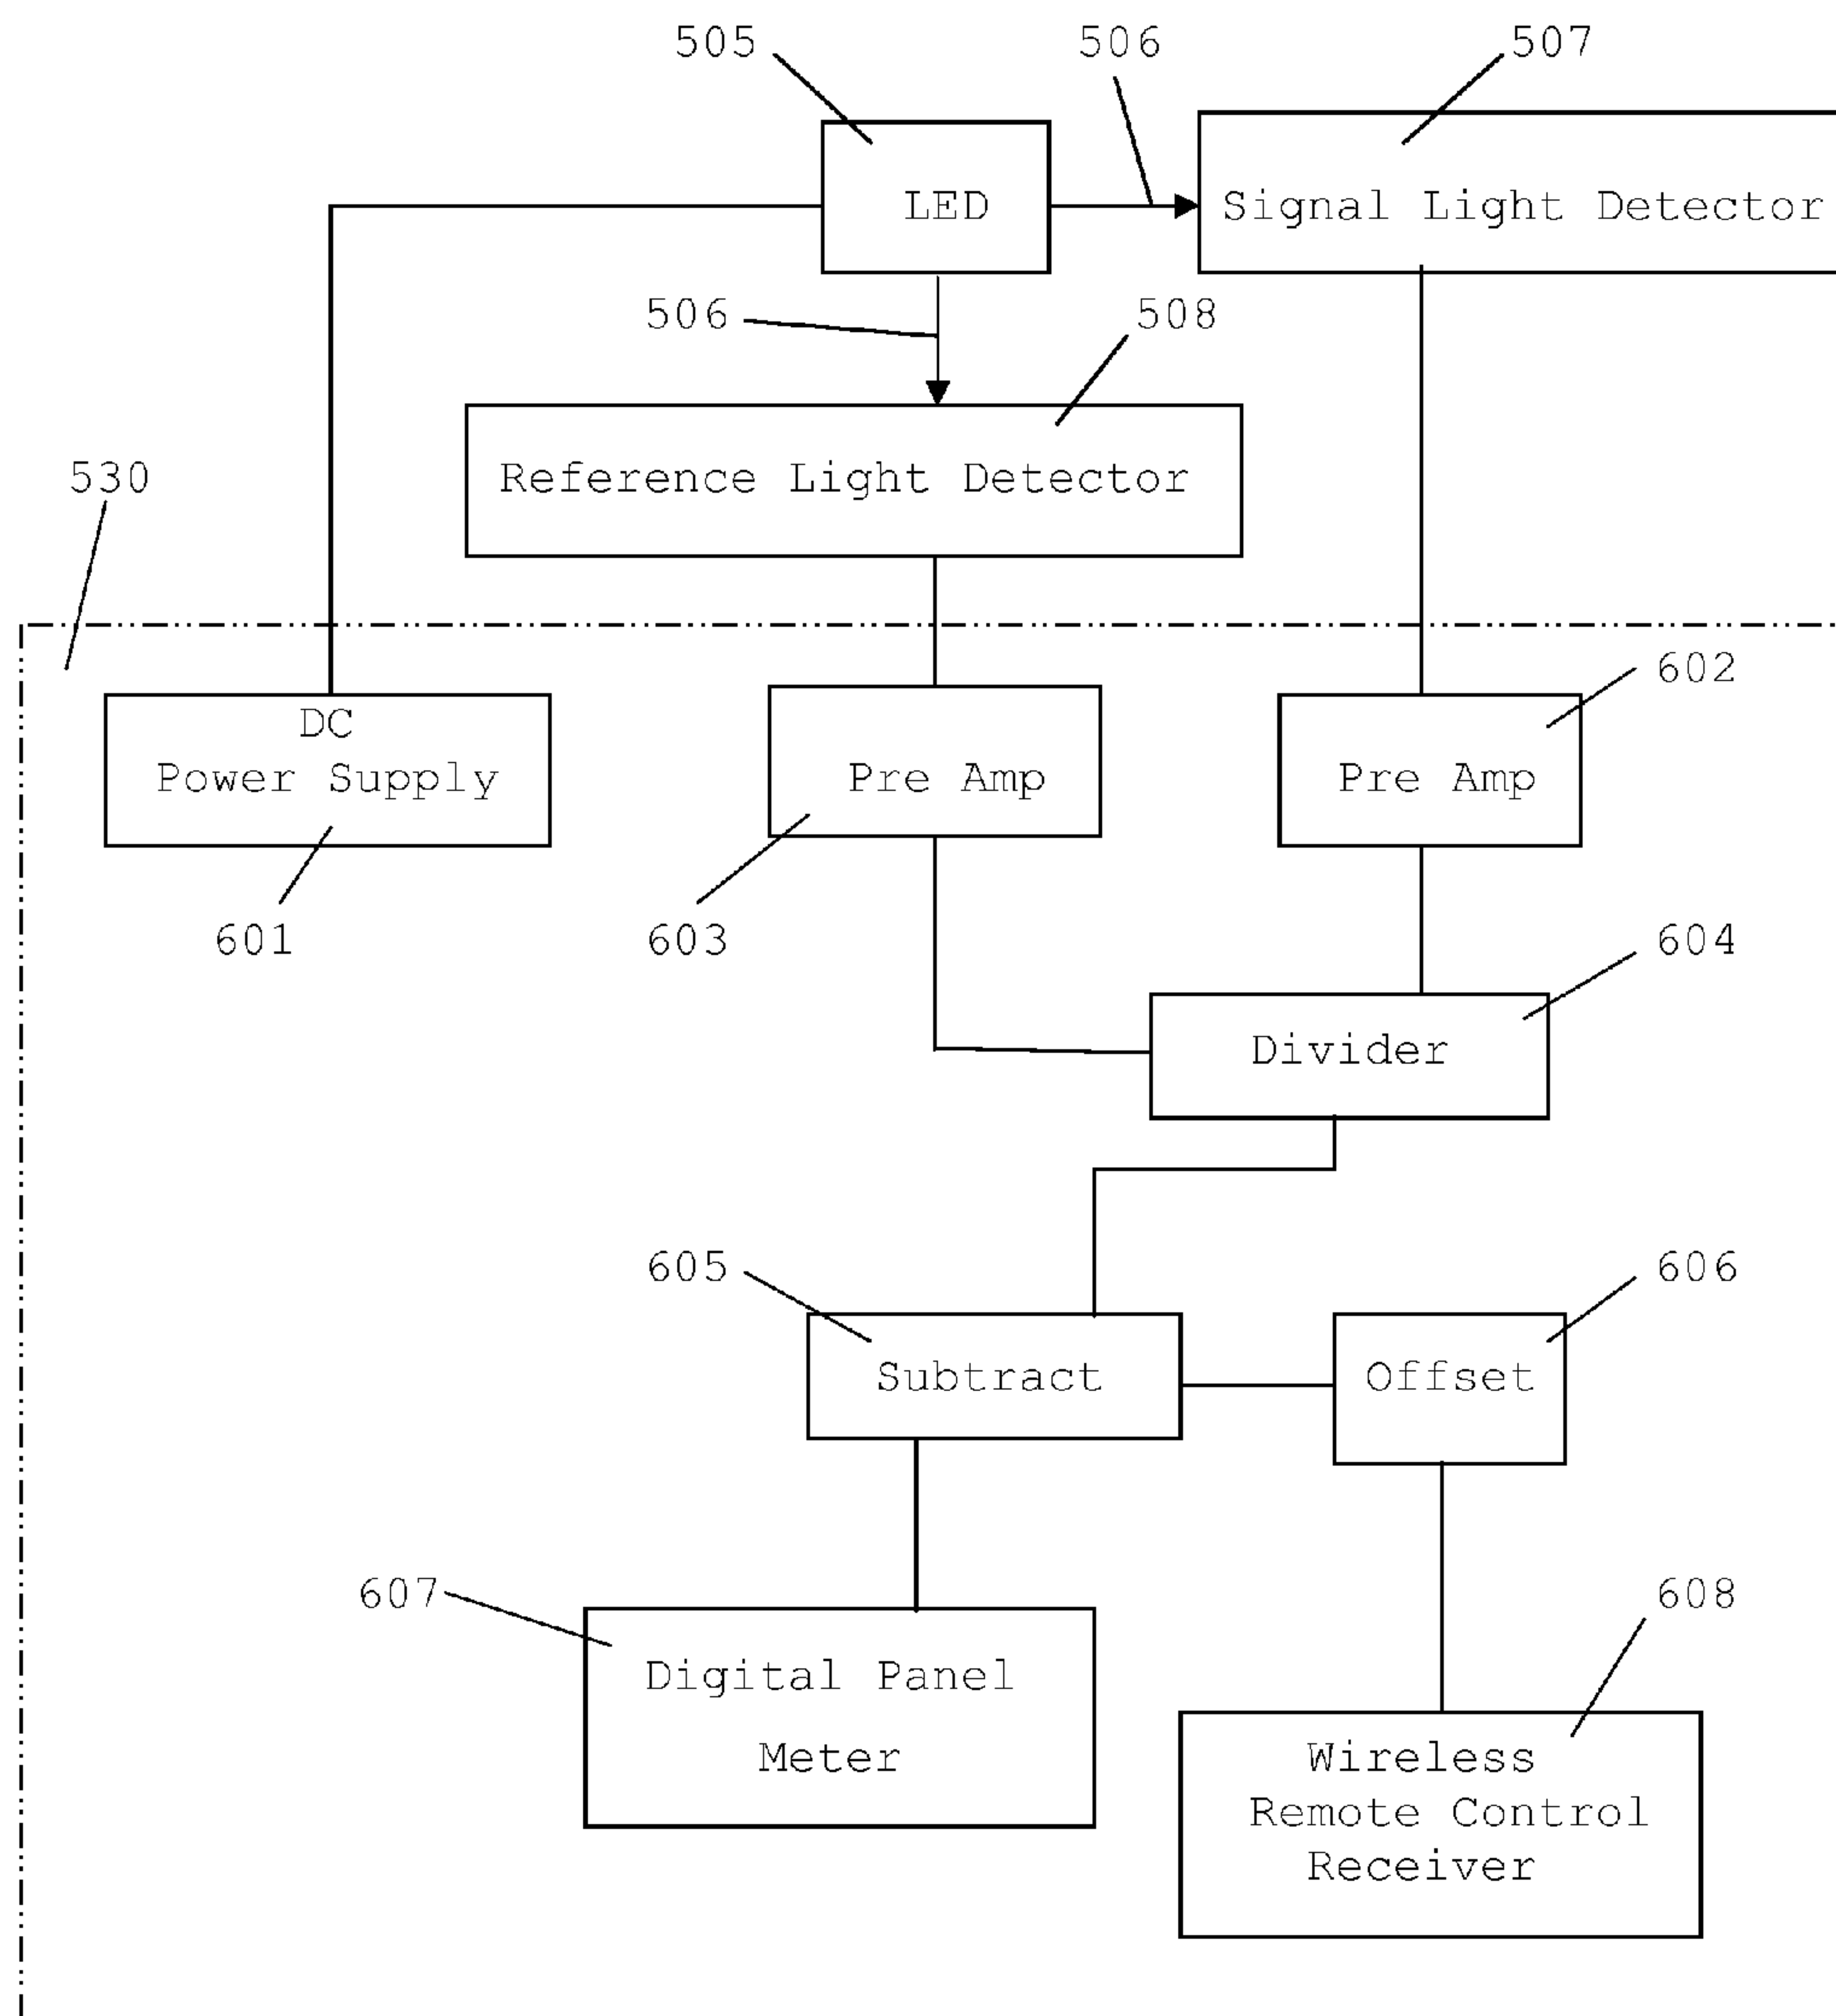 505
506
507
LED
Signal Light Detector
506
508
Reference Light Detector
530
602
DC
Power Supply
Pre Amp
Pre Amp
601
603
604
Divider
605
606
Subtract
Offset
607
608
Digital Panel
Meter
Wireless
Remote Control
Receiver